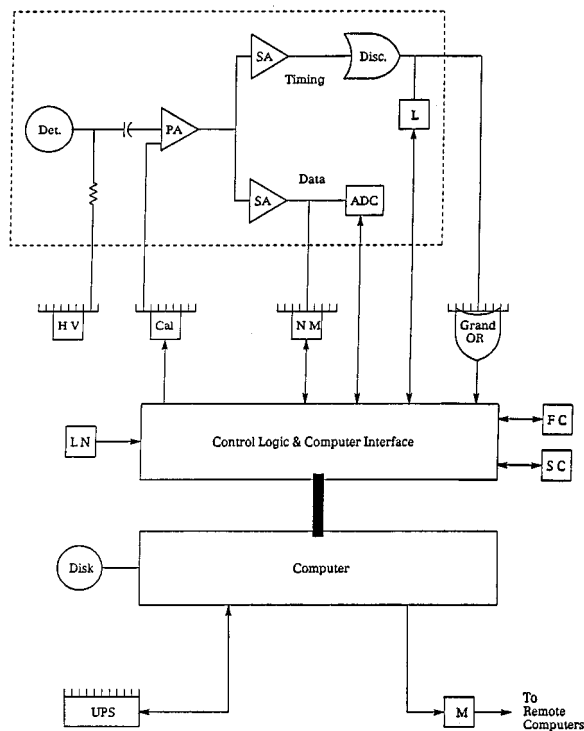 SA
Disc.
Timing
Det.
PA
L
Data
SA
ADC
H V
Cal
N M
Grand
OR
L N
Control Logic & Computer Interface
F C
S C
Disk
Computer
UPS
M
To
Remote
Computers